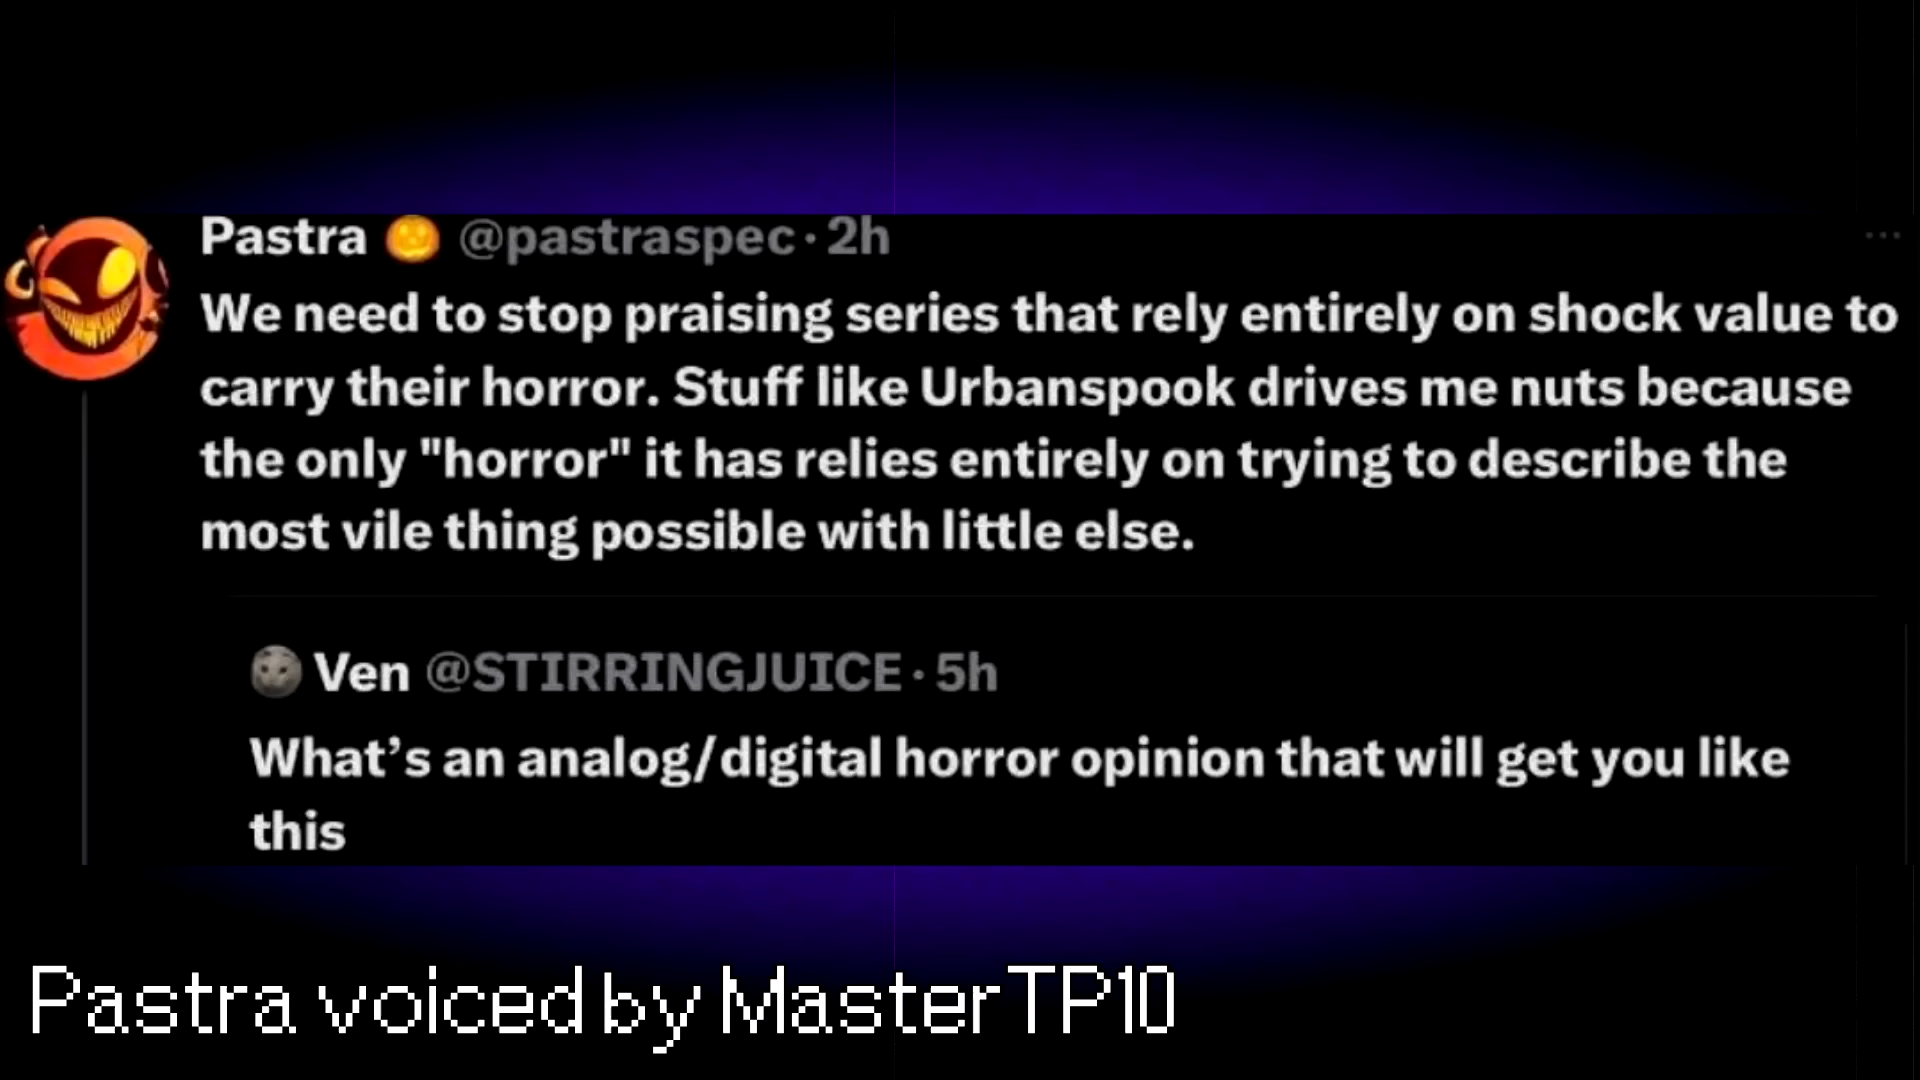 Pastra 🎃 @pastraspec · 2h
We need to stop praising series that rely entirely on shock value to
carry their horror. Stuff like Urbanspook drives me nuts because
the only "horror" it has relies entirely on trying to describe the
most vile thing possible with little else.
Ven @STIRRINGJUICE · 5h
What’s an analog/digital horror opinion that will get you like
this
Pastra voiced by MasterTP10